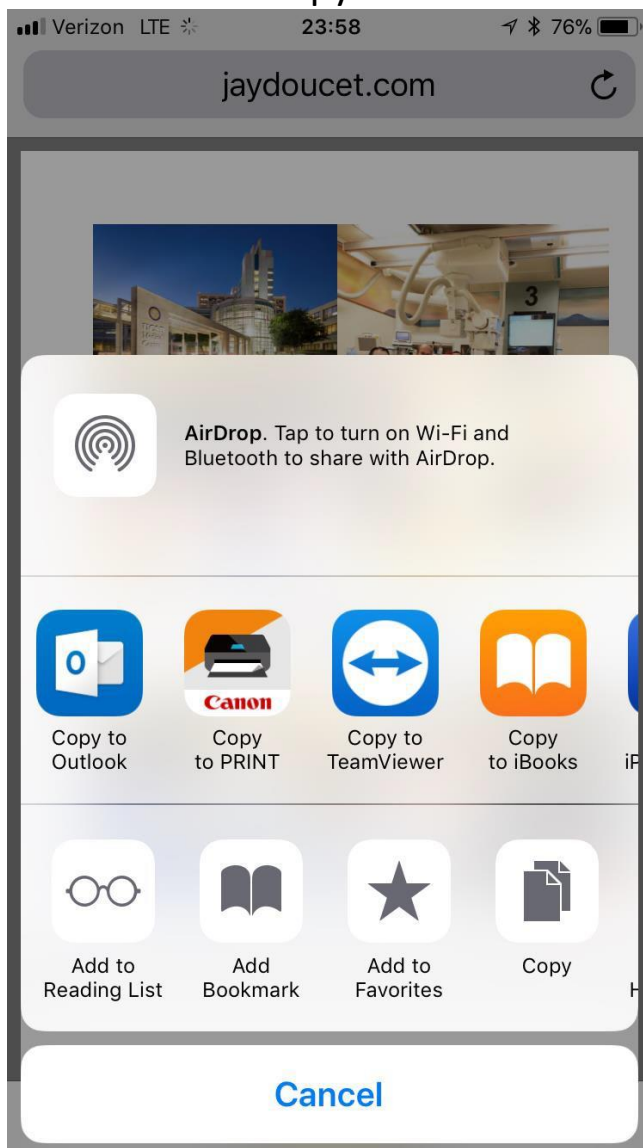 Verizon LTE 23:58 76%
jaydoucet.com
3
AirDrop. Tap to turn on Wi-Fi and
Bluetooth to share with AirDrop.
O
Canon
Copy to
Outlook
Copy
to PRINT
Copy to
TeamViewer
Copy
to iBooks
Add to
Reading List
Add
Bookmark
Add to
Favorites
Copy
Cancel